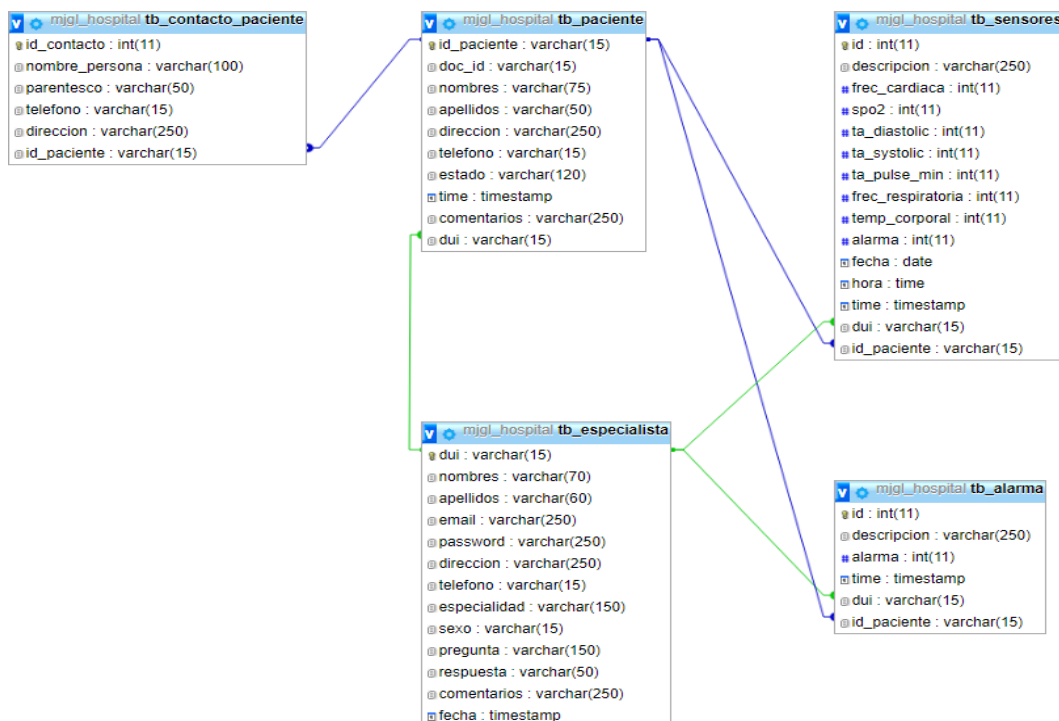 mjgl_hospital tb_contacto_paciente
id_contacto : int(11)
nombre_persona : varchar(100)
parentesco : varchar(50)
telefono : varchar(15)
direccion : varchar(250)
id_paciente : varchar(15)
mjgl_hospital tb_paciente
id_paciente : varchar(15)
doc_id : varchar(15)
nombres : varchar(75)
apellidos : varchar(50)
direccion : varchar(250)
telefono : varchar(15)
estado : varchar(120)
time : timestamp
comentarios : varchar(250)
dui : varchar(15)
mjgl_hospital tb_sensores
id : int(11)
descripcion : varchar(250)
frec_cardiaca : int(11)
spo2 : int(11)
ta_diastolic : int(11)
ta_systolic : int(11)
ta_pulse_min : int(11)
frec_respiratoria : int(11)
temp_corporal : int(11)
alarma : int(11)
fecha : date
hora : time
time : timestamp
dui : varchar(15)
id_paciente : varchar(15)
mjgl_hospital tb_especialista
dui : varchar(15)
nombres : varchar(70)
apellidos : varchar(60)
email : varchar(250)
password : varchar(250)
direccion : varchar(250)
telefono : varchar(15)
especialidad : varchar(150)
sexo : varchar(15)
pregunta : varchar(150)
respuesta : varchar(50)
comentarios : varchar(250)
fecha : timestamp
mjgl_hospital tb_alarma
id : int(11)
descripcion : varchar(250)
alarma : int(11)
time : timestamp
dui : varchar(15)
id_paciente : varchar(15)